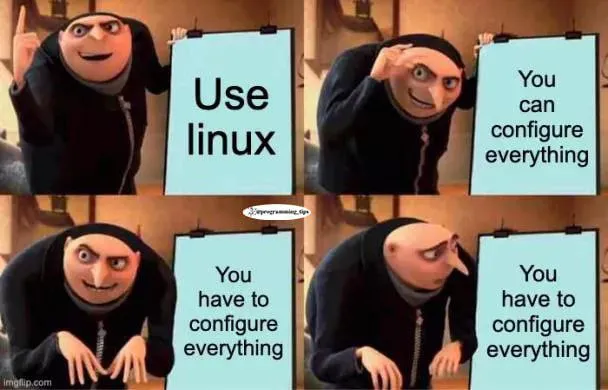 Use
linux
You
can
configure
everything
@programming_tips
You
have to
configure
everything
You
have to
configure
everything
imgflip.com